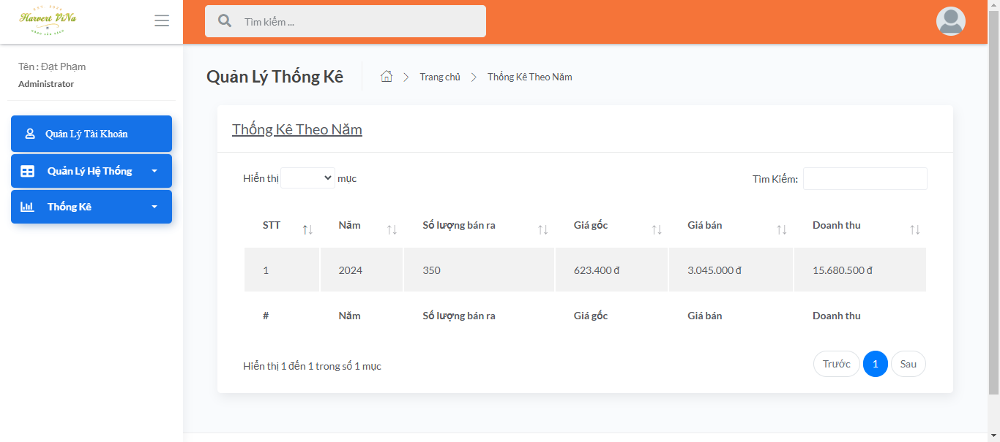 Harvert ViNa
Tìm kiếm ...
Tên : Đạt Phạm
Administrator
Quản Lý Tài Khoản
Quản Lý Hệ Thống
Thống Kê
Quản Lý Thống Kê
Trang chủ
Thống Kê Theo Năm
Thống Kê Theo Năm
Hiển thị mục
Tìm Kiếm:
STT Năm Số lượng bán ra Giá gốc Giá bán Doanh thu
1 2024 350 623.400 đ 3.045.000 đ 15.680.500 đ
# Năm Số lượng bán ra Giá gốc Giá bán Doanh thu
Hiển thị 1 đến 1 trong số 1 mục
Trước 1 Sau